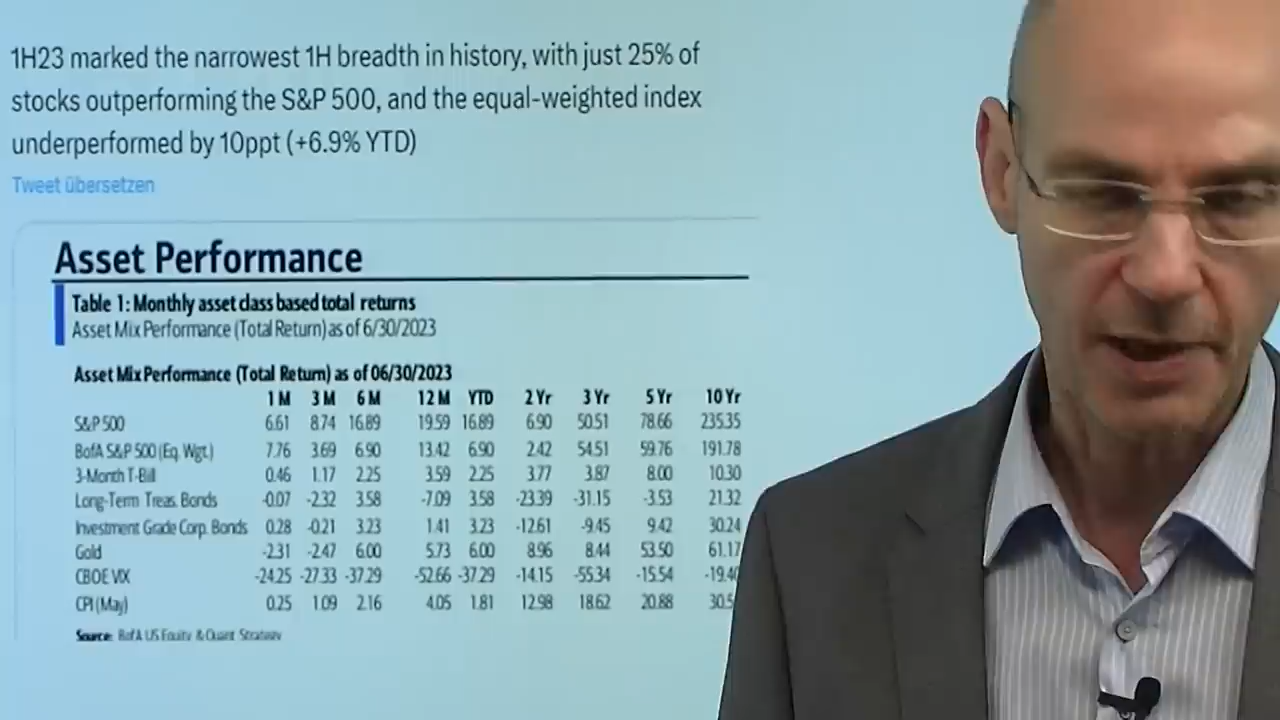 1H23 marked the narrowest 1H breadth in history, with just 25% of
stocks outperforming the S&P 500, and the equal-weighted index
underperformed by 10ppt (+6.9% YTD)
Tweet übersetzen
Asset Performance
Table 1: Monthly asset class based total returns
Asset Mix Performance (Total Return) as of 6/30/2023
Asset Mix Performance (Total Return) as of 06/30/2023
1 M 3 M 6 M 12 M YTD 2 Yr 3 Yr 5 Yr 10 Yr
S&P 500 6.61 8.74 16.89 19.59 16.89 6.90 50.51 78.66 235.35
BofA S&P 500 (Eq. Wgt.) 7.76 3.69 6.90 13.42 6.90 2.42 54.51 59.76 191.78
3-Month T-Bill 0.46 1.17 2.25 3.59 2.25 3.77 3.87 8.00 10.30
Long-Term Treas. Bonds -0.07 -2.32 3.58 -7.09 3.58 -23.39 -31.15 -3.53 21.32
Investment Grade Corp. Bonds 0.28 -0.21 3.23 1.41 3.23 -12.61 -9.45 9.42 30.24
Gold -2.31 -2.47 6.00 5.73 6.00 8.96 8.44 53.50 61.17
CBOE VIX -24.25 -27.33 -37.29 -52.66 -37.29 -14.15 -55.34 -15.54
CPI (May) 0.25 1.09 2.16 4.05 1.81 12.98 18.62 20.88
Source: BofA US Equity & Quant Strategy